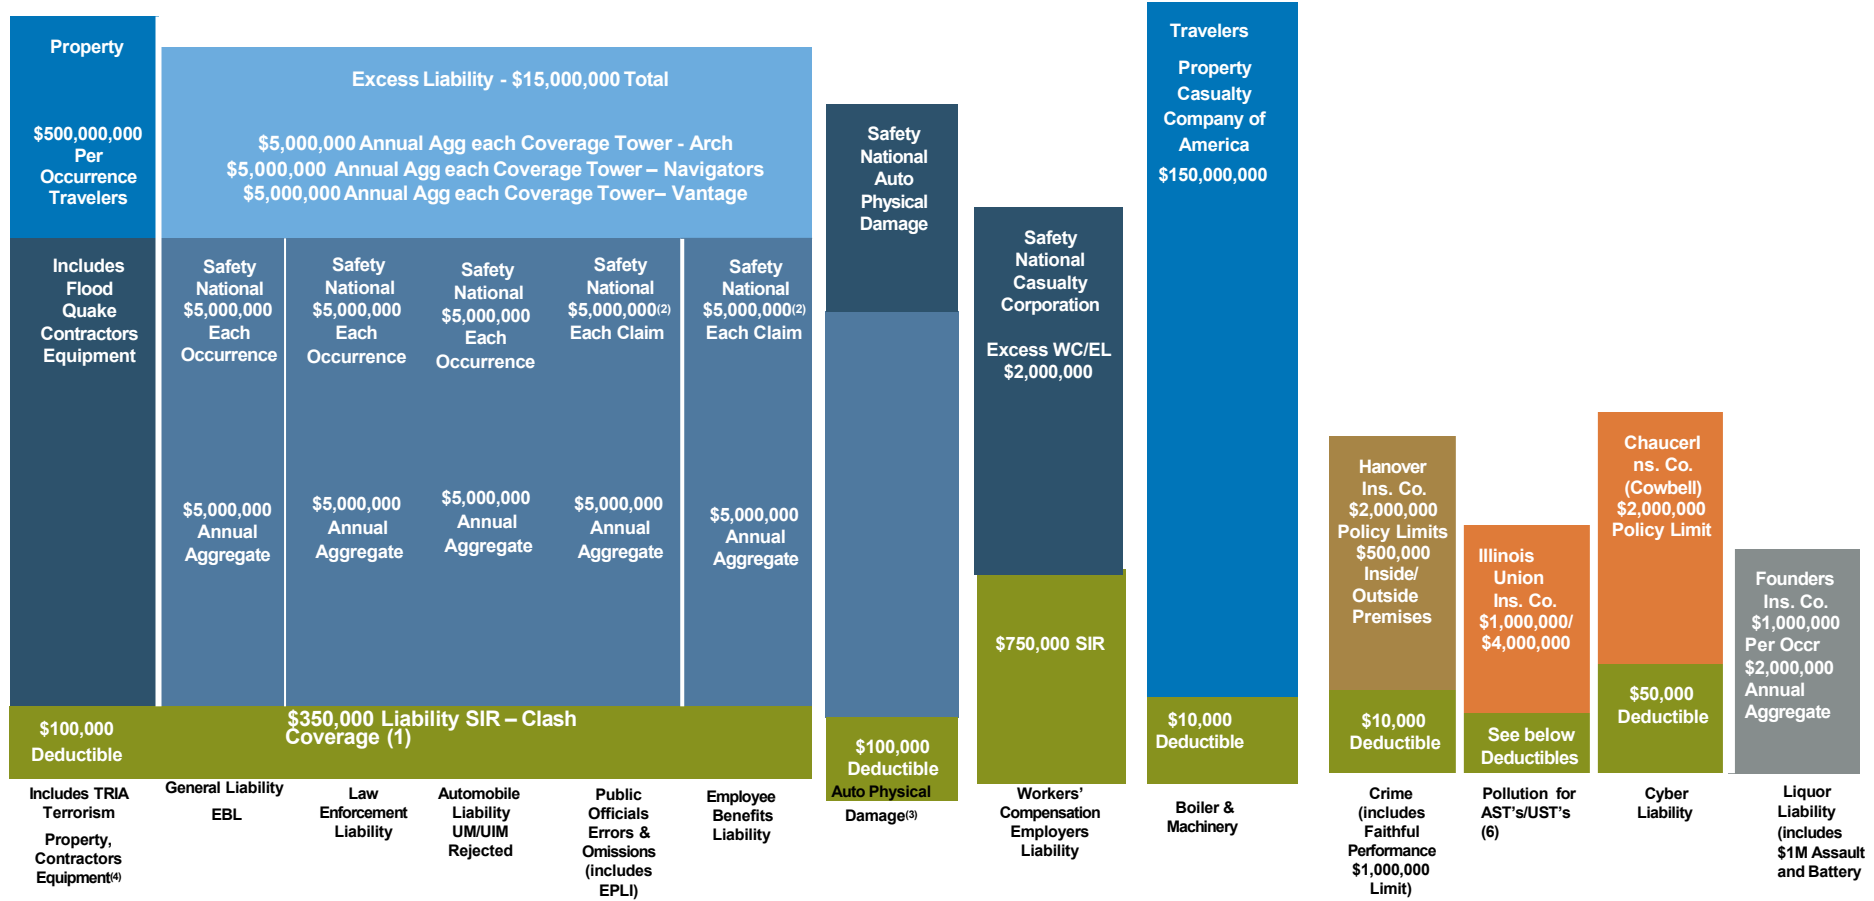 Property
$500,000,000
Per
Occurrence
Travelers
Includes
Flood
Quake
Contractors
Equipment
$100,000
Deductible
Includes TRIA
Terrorism
Property,
Contractors
Equipment(4)
Excess Liability - $15,000,000 Total
$5,000,000 Annual Agg each Coverage Tower - Arch
$5,000,000 Annual Agg each Coverage Tower – Navigators
$5,000,000 Annual Agg each Coverage Tower– Vantage
Safety
National
$5,000,000
Each
Occurrence
$5,000,000
Annual
Aggregate
Safety
National
$5,000,000
Each
Occurrence
$5,000,000
Annual
Aggregate
Safety
National
$5,000,000
Each
Occurrence
$5,000,000
Annual
Aggregate
Safety
National
$5,000,000(2)
Each Claim
$5,000,000
Annual
Aggregate
Safety
National
$5,000,000(2)
Each Claim
$5,000,000
Annual
Aggregate
$350,000 Liability SIR – Clash
Coverage (1)
General Liability
EBL
Law
Enforcement
Liability
Automobile
Liability
UM/UIM
Rejected
Public
Officials
Errors &
Omissions
(includes
EPLI)
Employee
Benefits
Liability
Safety
National
Auto
Physical
Damage
$100,000
Deductible
Auto Physical
Damage(3)
Safety
National
Casualty
Corporation
Excess WC/EL
$2,000,000
$750,000 SIR
Workers’
Compensation
Employers
Liability
Travelers
Property
Casualty
Company of
America
$150,000,000
$10,000
Deductible
Boiler &
Machinery
Hanover
Ins. Co.
$2,000,000
Policy Limits
$500,000
Inside/
Outside
Premises
$10,000
Deductible
Crime
(includes
Faithful
Performance
$1,000,000
Limit)
Illinois
Union
Ins. Co.
$1,000,000/
$4,000,000
See below
Deductibles
Pollution for
AST’s/UST’s
(6)
Chaucerl
ns. Co.
(Cowbell)
$2,000,000
Policy Limit
$50,000
Deductible
Cyber
Liability
Founders
Ins. Co.
$1,000,000
Per Occr
$2,000,000
Annual
Aggregate
Liquor
Liability
(includes
$1M Assault
and Battery